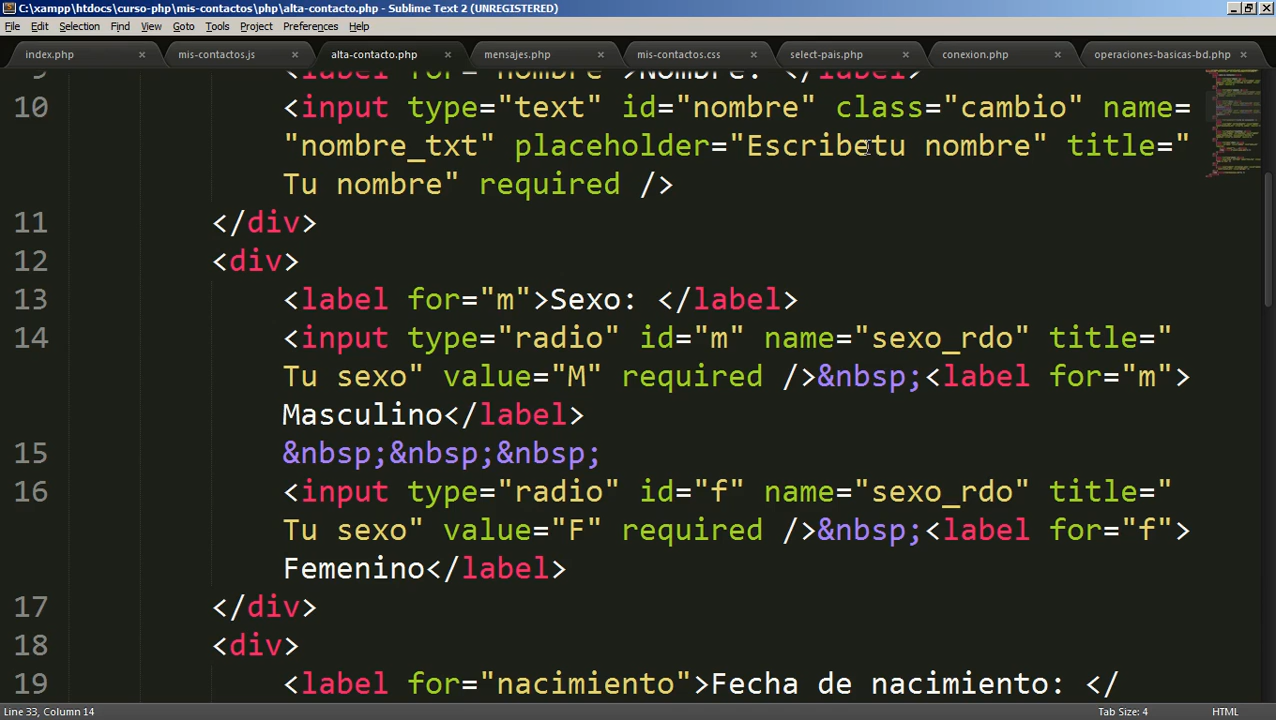 C:\xampp\htdocs\curso-php\mis-contactos\php\alta-contacto.php - Sublime Text 2 (UNREGISTERED)
File Edit Selection Find View Goto Tools Project Preferences Help
index.php mis-contactos.js alta-contacto.php mensajes.php mis-contactos.css select-pais.php conexion.php operaciones-basicas-bd.php
9 <label for="nombre">Nombre: </label>
10 <input type="text" id="nombre" class="cambio" name=
"nombre_txt" placeholder="Escribe tu nombre" title="
Tu nombre" required />
11 </div>
12 <div>
13 <label for="m">Sexo: </label>
14 <input type="radio" id="m" name="sexo_rdo" title="
Tu sexo" value="M" required />&nbsp;<label for="m">
Masculino</label>
15 &nbsp;&nbsp;&nbsp;
16 <input type="radio" id="f" name="sexo_rdo" title="
Tu sexo" value="F" required />&nbsp;<label for="f">
Femenino</label>
17 </div>
18 <div>
19 <label for="nacimiento">Fecha de nacimiento: </
Line 33, Column 14 Tab Size: 4 HTML